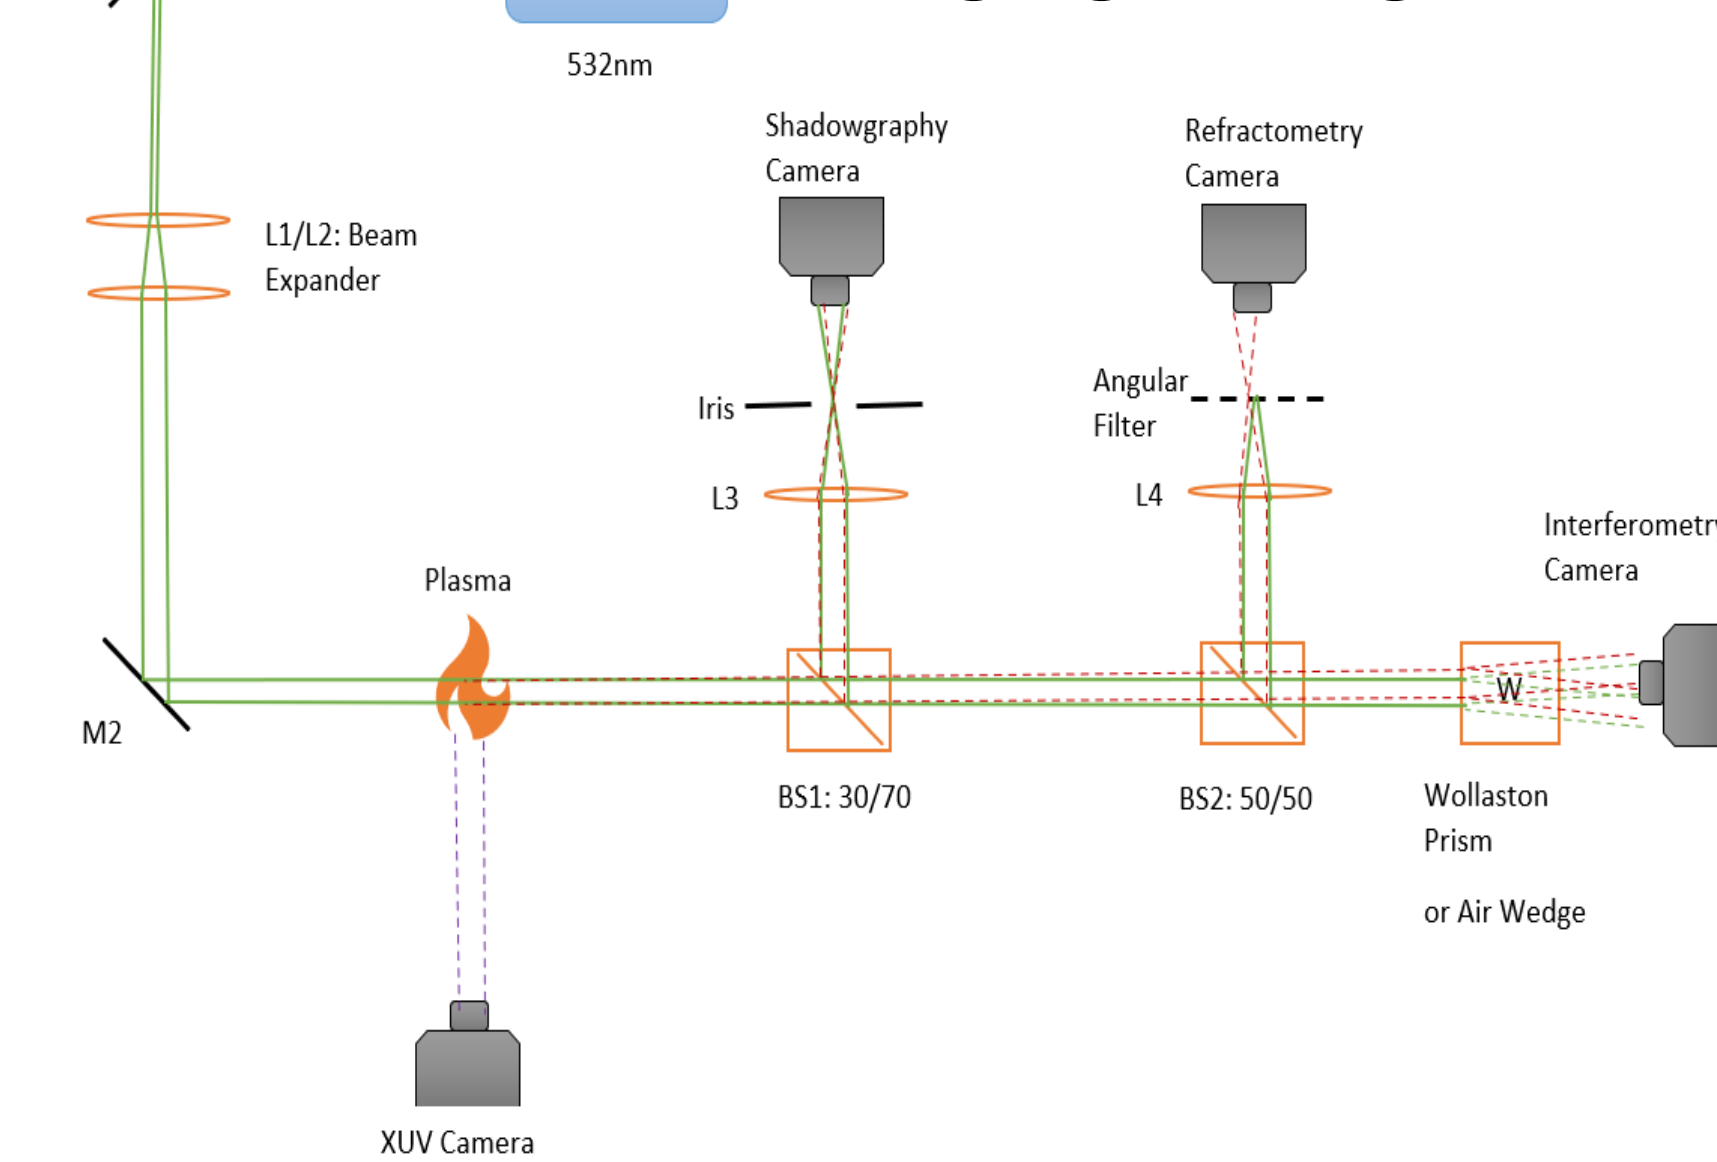 532nm
Shadowgraphy
Camera
Refractometry
Camera
L1/L2: Beam
Expander
Angular
Filter
Iris
L3
L4
Interferometry
Camera
Plasma
M2
W
BS1: 30/70
BS2: 50/50
Wollaston
Prism
or Air Wedge
XUV Camera